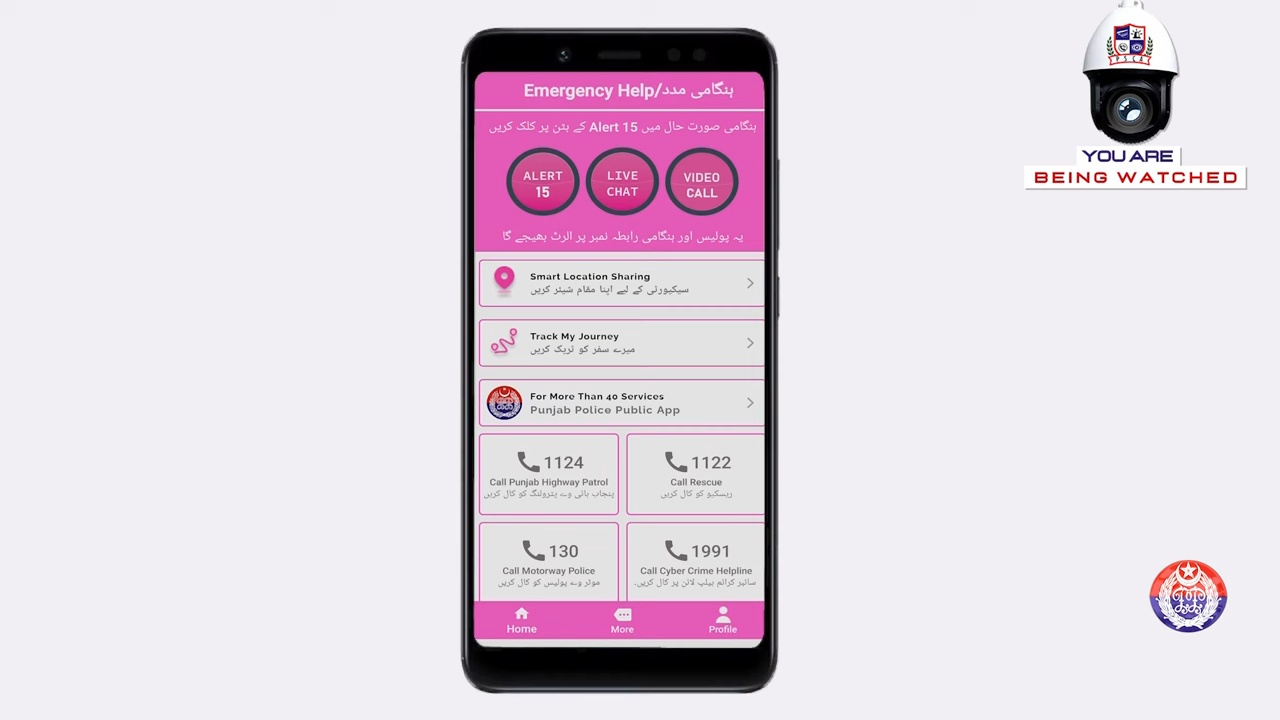 PSCA
YOU ARE
BEING WATCHED
Emergency Help/ہنگامی مدد
ہنگامی صورت حال میں Alert 15 کے بٹن پر کلک کریں
ALERT
15
LIVE
CHAT
VIDEO
CALL
یہ پولیس اور ہنگامی رابطہ نمبر پر الرٹ بھیجے گا
Smart Location Sharing
سیکیورٹی کے لیے اپنا مقام شیئر کریں
Track My Journey
میرے سفر کو ٹریک کریں
For More Than 40 Services
Punjab Police Public App
1124
Call Punjab Highway Patrol
پنجاب ہائی وے پٹرولنگ کو کال کریں
1122
Call Rescue
ریسکیو کو کال کریں
130
Call Motorway Police
موٹر وے پولیس کو کال کریں
1991
Call Cyber Crime Helpline
سائبر کرائم ہیلپ لائن پر کال کریں۔
Home
More
Profile